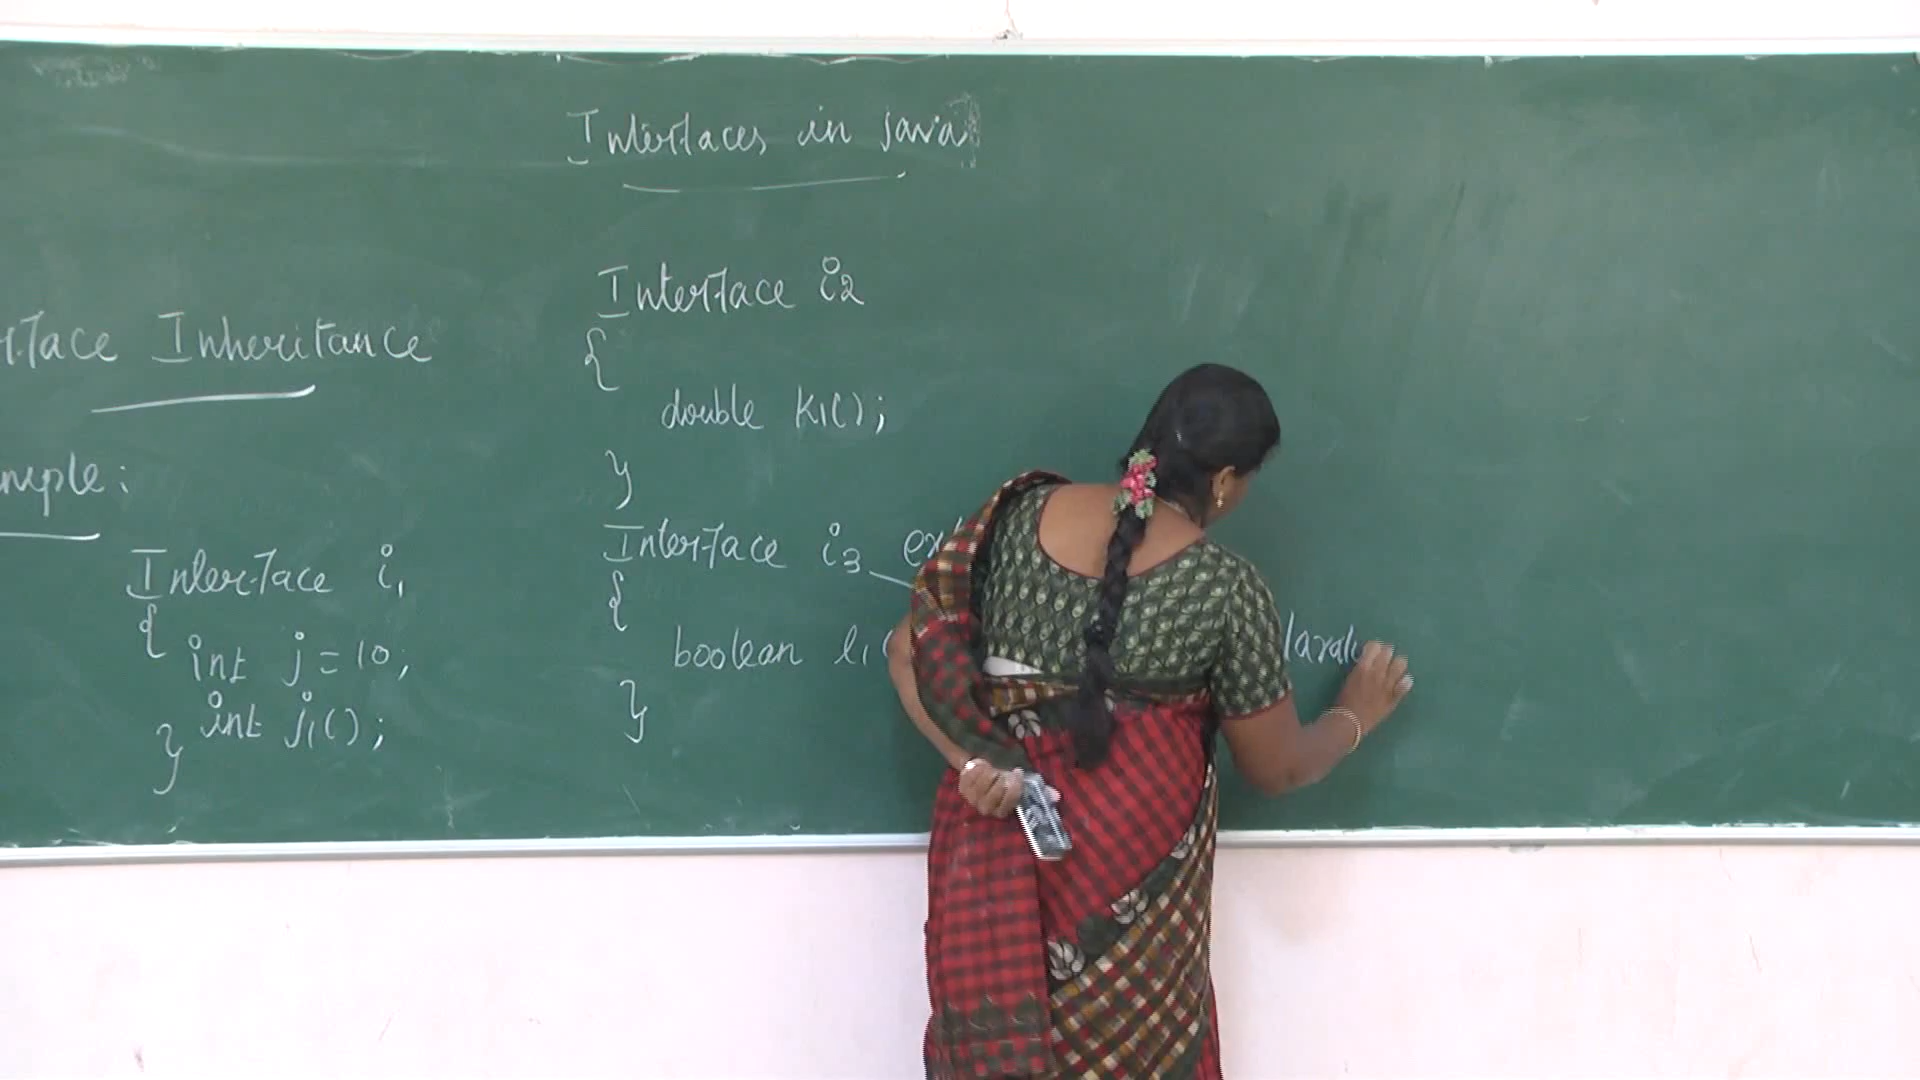 Interfaces in java
rface Inheritance
mple:
Interface i1
{
int j = 10;
int j1();
}
Interface i2
{
double k1();
}
Interface i3 ext
{
boolean l1(
}